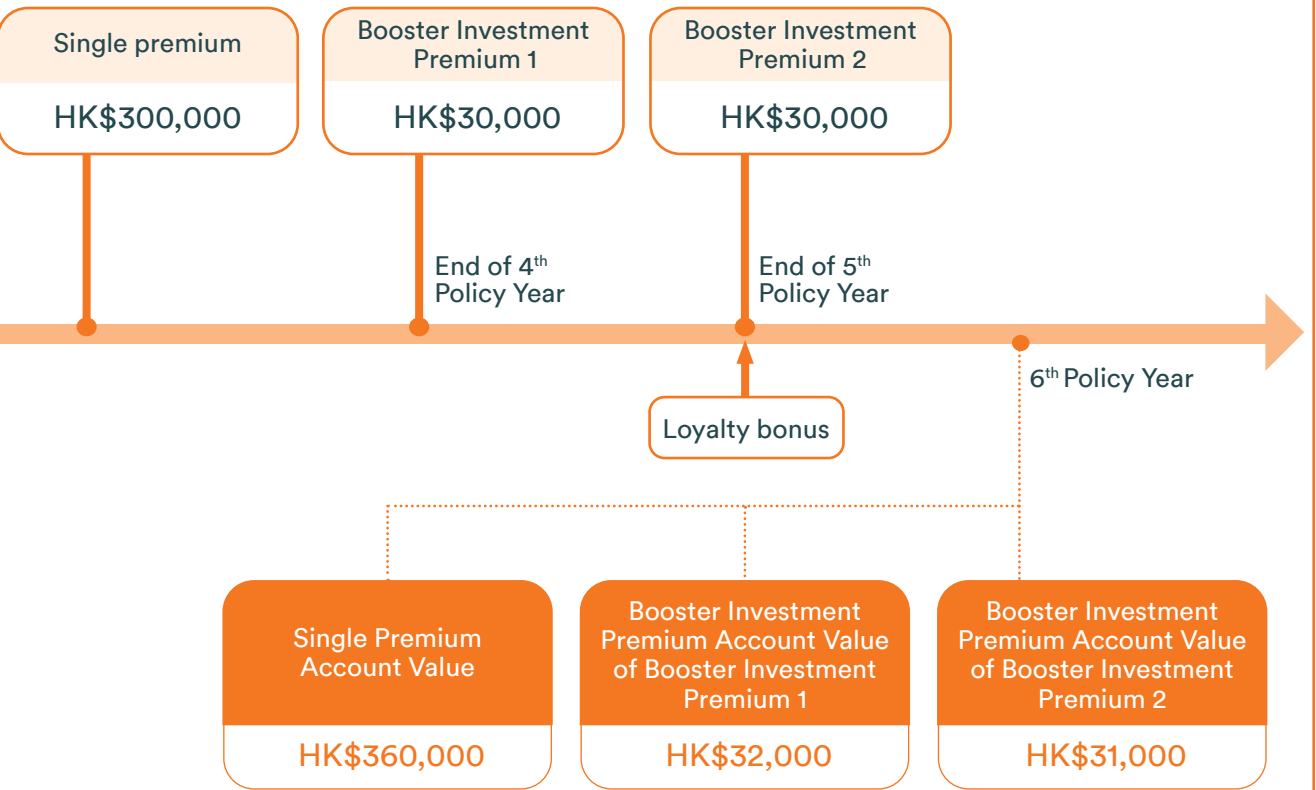 Single premium
HK$300,000
Booster Investment
Premium 1
HK$30,000
Booster Investment
Premium 2
HK$30,000
End of 4th
Policy Year
End of 5th
Policy Year
6th Policy Year
Loyalty bonus
Single Premium
Account Value
HK$360,000
Booster Investment
Premium Account Value
of Booster Investment
Premium 1
HK$32,000
Booster Investment
Premium Account Value
of Booster Investment
Premium 2
HK$31,000